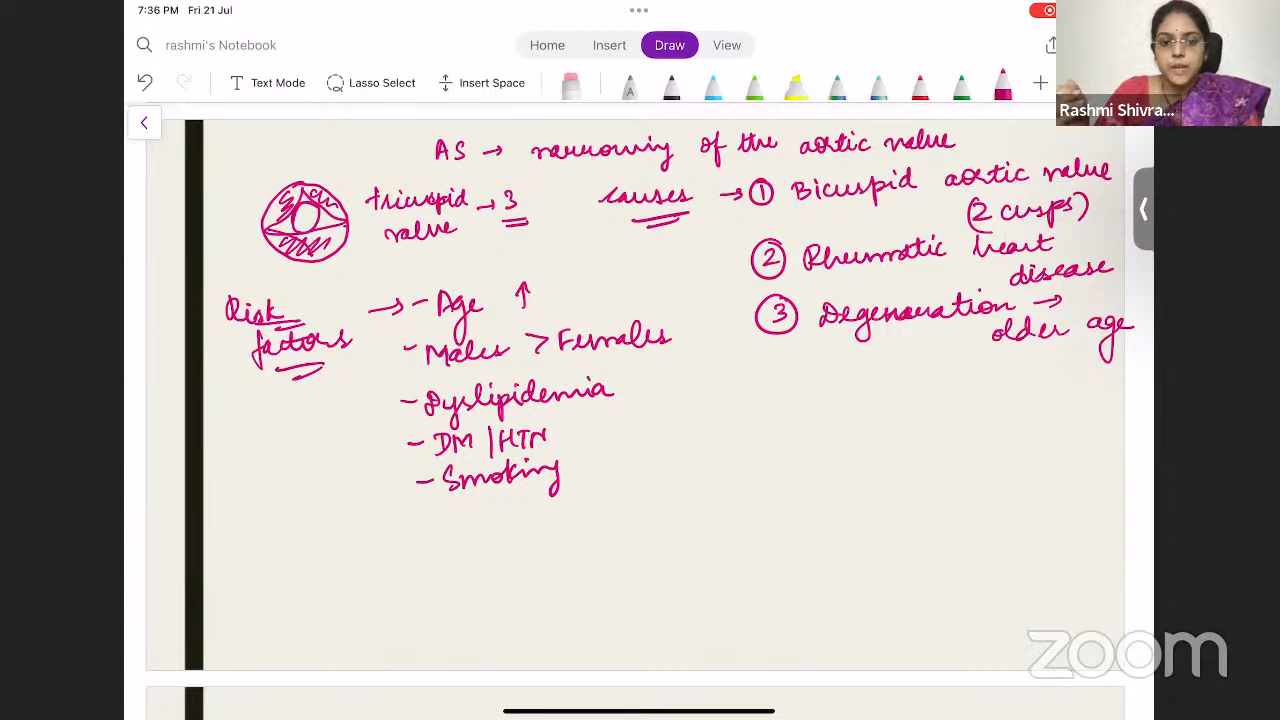 7:36 PM Fri 21 Jul
rashmi's Notebook
Home Insert Draw View
Text Mode Lasso Select Insert Space
A
Rashmi Shivra...
AS → narrowing of the aortic valve
tricuspid → 3
valve
causes → ① Bicuspid aortic valve
(2 cusps)
② Rheumatic heart
disease
③ Degenaration →
older age
Risk
factors → - Age ↑
- Males > Females
- Dyslipidemia
- DM | HTN
- Smoking
zoom